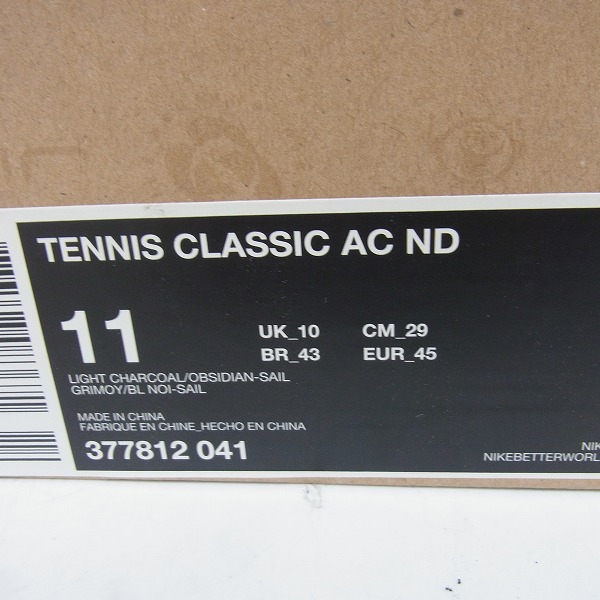 TENNIS CLASSIC AC ND
11
UK_10 CM_29
BR_43 EUR_45
LIGHT CHARCOAL/OBSIDIAN-SAIL
GRIMOY/BL NOI-SAIL
MADE IN CHINA
FABRIQUE EN CHINE_HECHO EN CHINA
377812 041
NIK
NIKEBETTERWORL